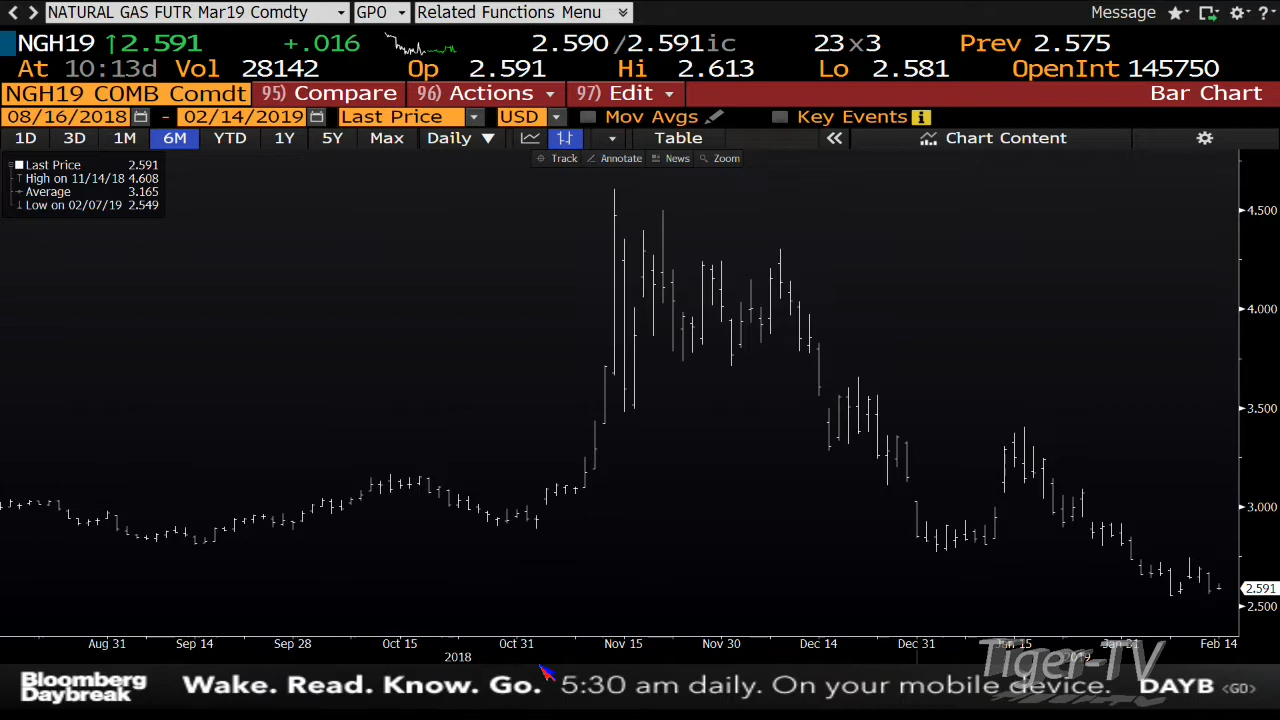 NATURAL GAS FUTR Mar19 Comdty GPO Related Functions Menu Message ?
NGH19 ↑2.591 +.016 2.590/2.591ic 23x3 Prev 2.575
At 10:13d Vol 28142 Op 2.591 Hi 2.613 Lo 2.581 OpenInt 145750
NGH19 COMB Comdt 95) Compare 96) Actions 97) Edit Bar Chart
08/16/2018 - 02/14/2019 Last Price USD Mov Avgs Key Events i
1D 3D 1M 6M YTD 1Y 5Y Max Daily ▼ Table « Chart Content
Track Annotate News Zoom
Last Price 2.591
High on 11/14/18 4.608
Average 3.165
Low on 02/07/19 2.549
4.500
4.000
3.500
3.000
2.591
2.500
Aug 31 Sep 14 Sep 28 Oct 15 Oct 31 Nov 15 Nov 30 Dec 14 Dec 31 Jan 15 Jan 31 Feb 14
2018 2019
Tiger-TV
Bloomberg
Daybreak
Wake. Read. Know. Go. 5:30 am daily. On your mobile device. DAYB <GO>